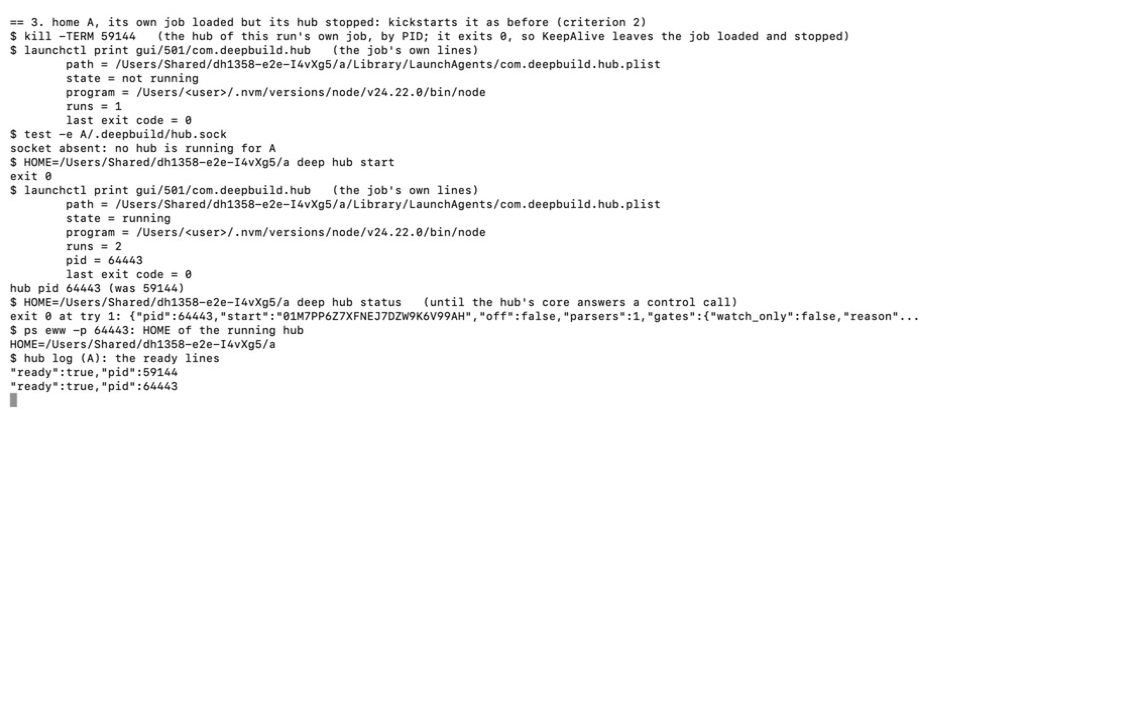 == 3. home A, its own job loaded but its hub stopped: kickstarts it as before (criterion 2)
$ kill -TERM 59144   (the hub of this run's own job, by PID; it exits 0, so KeepAlive leaves the job loaded and stopped)
$ launchctl print gui/501/com.deepbuild.hub   (the job's own lines)
        path = /Users/Shared/dh1358-e2e-I4vXg5/a/Library/LaunchAgents/com.deepbuild.hub.plist
        state = not running
        program = /Users/<user>/.nvm/versions/node/v24.22.0/bin/node
        runs = 1
        last exit code = 0
$ test -e A/.deepbuild/hub.sock
socket absent: no hub is running for A
$ HOME=/Users/Shared/dh1358-e2e-I4vXg5/a deep hub start
exit 0
$ launchctl print gui/501/com.deepbuild.hub   (the job's own lines)
        path = /Users/Shared/dh1358-e2e-I4vXg5/a/Library/LaunchAgents/com.deepbuild.hub.plist
        state = running
        program = /Users/<user>/.nvm/versions/node/v24.22.0/bin/node
        runs = 2
        pid = 64443
        last exit code = 0
hub pid 64443 (was 59144)
$ HOME=/Users/Shared/dh1358-e2e-I4vXg5/a deep hub status   (until the hub's core answers a control call)
exit 0 at try 1: {"pid":64443,"start":"01M7PP6Z7XFNEJ7DZW9K6V99AH","off":false,"parsers":1,"gates":{"watch_only":false,"reason"...
$ ps eww -p 64443: HOME of the running hub
HOME=/Users/Shared/dh1358-e2e-I4vXg5/a
$ hub log (A): the ready lines
"ready":true,"pid":59144
"ready":true,"pid":64443